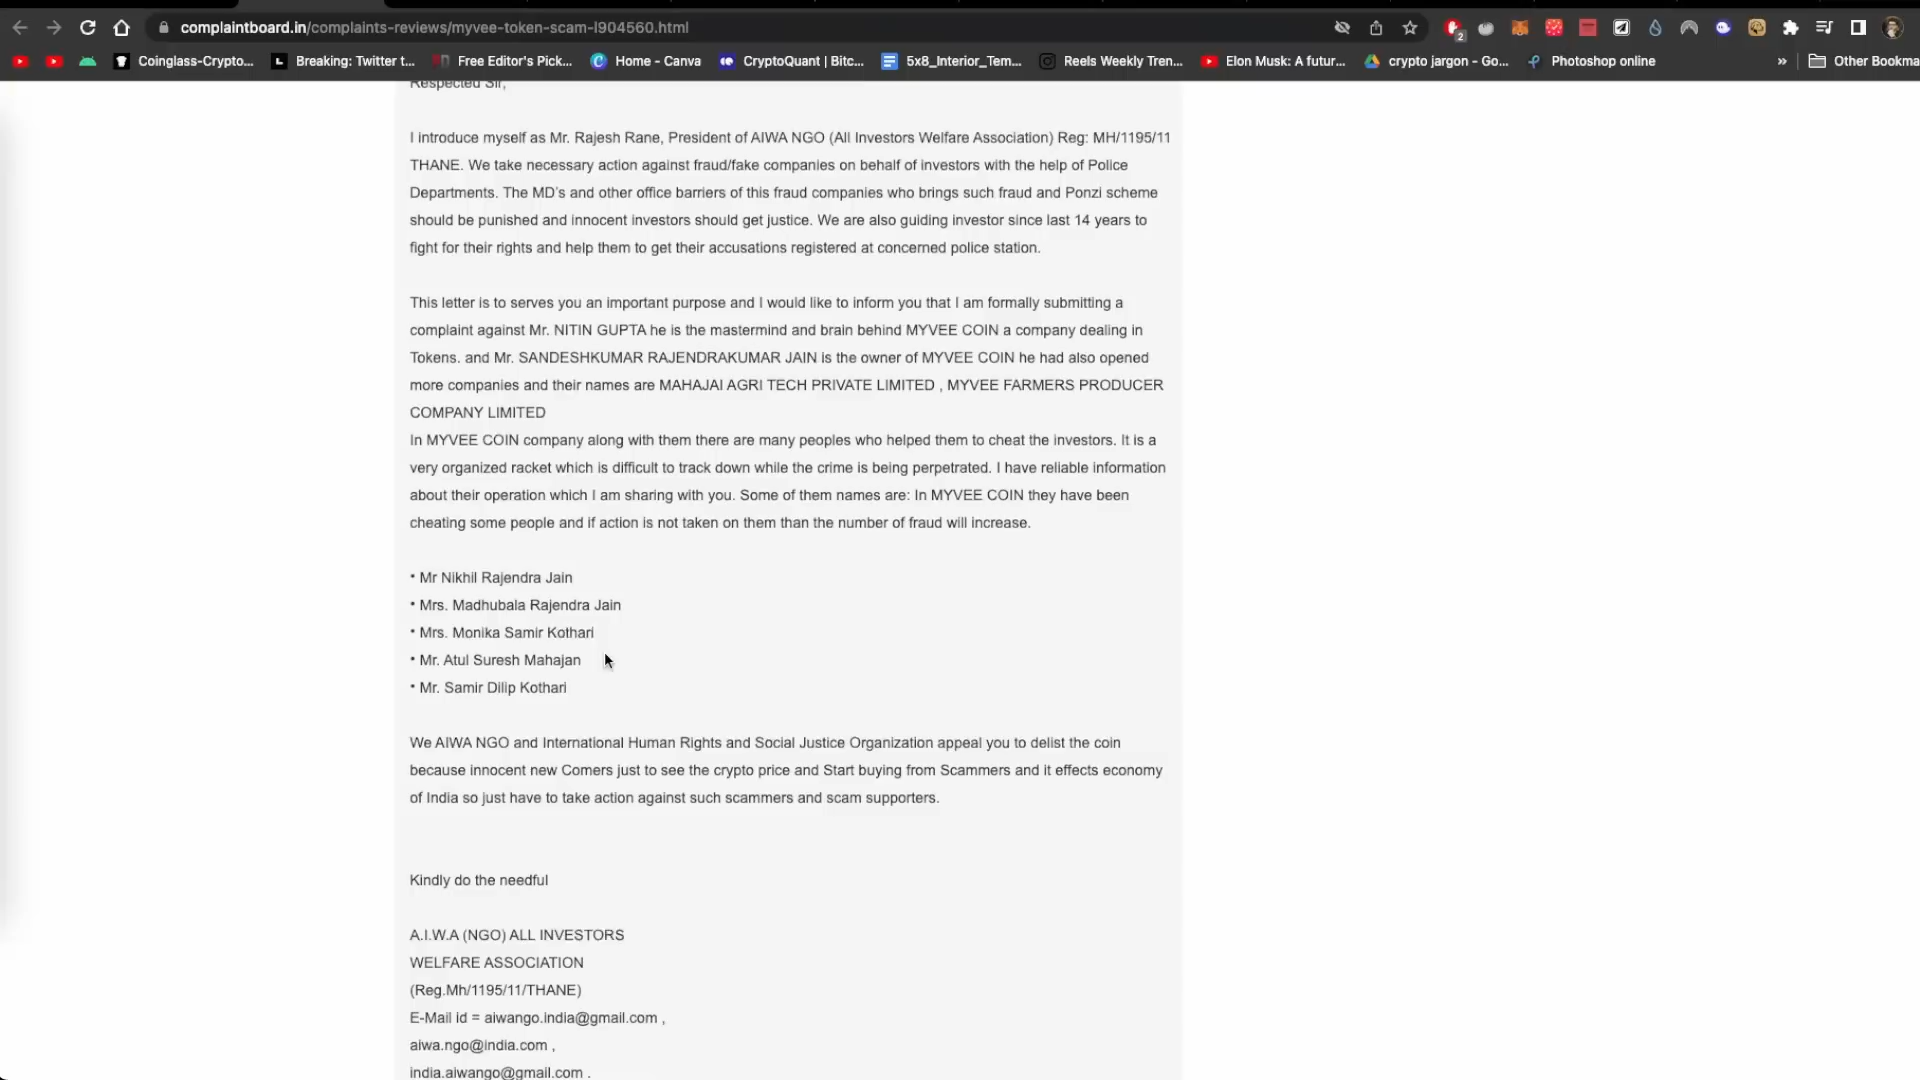 complaintboard.in/complaints-reviews/myvee-token-scam-l904560.html
2
Coinglass-Crypto... Breaking: Twitter t... Free Editor's Pick... Home - Canva CryptoQuant | Bitc... 5x8_Interior_Tem... Reels Weekly Tren... Elon Musk: A futur... crypto jargon - Go... Photoshop online » Other Bookma
Respected Sir,
I introduce myself as Mr. Rajesh Rane, President of AIWA NGO (All Investors Welfare Association) Reg: MH/1195/11
THANE. We take necessary action against fraud/fake companies on behalf of investors with the help of Police
Departments. The MD's and other office barriers of this fraud companies who brings such fraud and Ponzi scheme
should be punished and innocent investors should get justice. We are also guiding investor since last 14 years to
fight for their rights and help them to get their accusations registered at concerned police station.
This letter is to serves you an important purpose and I would like to inform you that I am formally submitting a
complaint against Mr. NITIN GUPTA he is the mastermind and brain behind MYVEE COIN a company dealing in
Tokens. and Mr. SANDESHKUMAR RAJENDRAKUMAR JAIN is the owner of MYVEE COIN he had also opened
more companies and their names are MAHAJAI AGRI TECH PRIVATE LIMITED , MYVEE FARMERS PRODUCER
COMPANY LIMITED
In MYVEE COIN company along with them there are many peoples who helped them to cheat the investors. It is a
very organized racket which is difficult to track down while the crime is being perpetrated. I have reliable information
about their operation which I am sharing with you. Some of them names are: In MYVEE COIN they have been
cheating some people and if action is not taken on them than the number of fraud will increase.
• Mr Nikhil Rajendra Jain
• Mrs. Madhubala Rajendra Jain
• Mrs. Monika Samir Kothari
• Mr. Atul Suresh Mahajan
• Mr. Samir Dilip Kothari
We AIWA NGO and International Human Rights and Social Justice Organization appeal you to delist the coin
because innocent new Comers just to see the crypto price and Start buying from Scammers and it effects economy
of India so just have to take action against such scammers and scam supporters.
Kindly do the needful
A.I.W.A (NGO) ALL INVESTORS
WELFARE ASSOCIATION
(Reg.Mh/1195/11/THANE)
E-Mail id = aiwango.india@gmail.com ,
aiwa.ngo@india.com ,
india.aiwango@gmail.com .